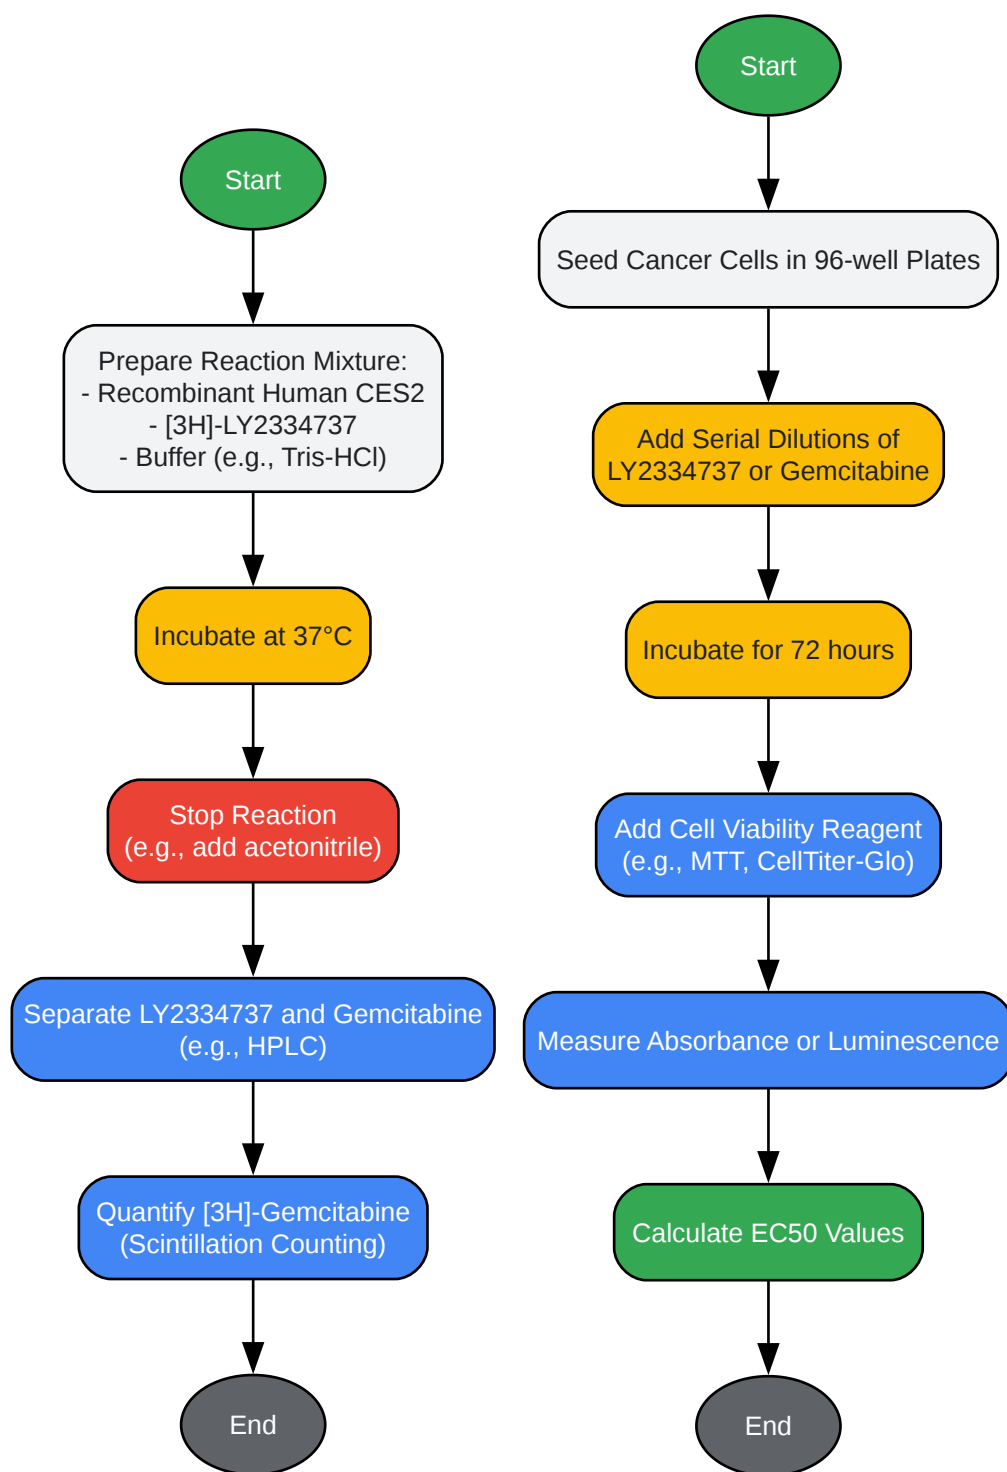 Start
Prepare Reaction Mixture:
- Recombinant Human CES2
- [3H]-LY2334737
- Buffer (e.g., Tris-HCl)
Incubate at 37°C
Stop Reaction
(e.g., add acetonitrile)
Separate LY2334737 and Gemcitabine
(e.g., HPLC)
Quantify [3H]-Gemcitabine
(Scintillation Counting)
End
Start
Seed Cancer Cells in 96-well Plates
Add Serial Dilutions of
LY2334737 or Gemcitabine
Incubate for 72 hours
Add Cell Viability Reagent
(e.g., MTT, CellTiter-Glo)
Measure Absorbance or Luminescence
Calculate EC50 Values
End